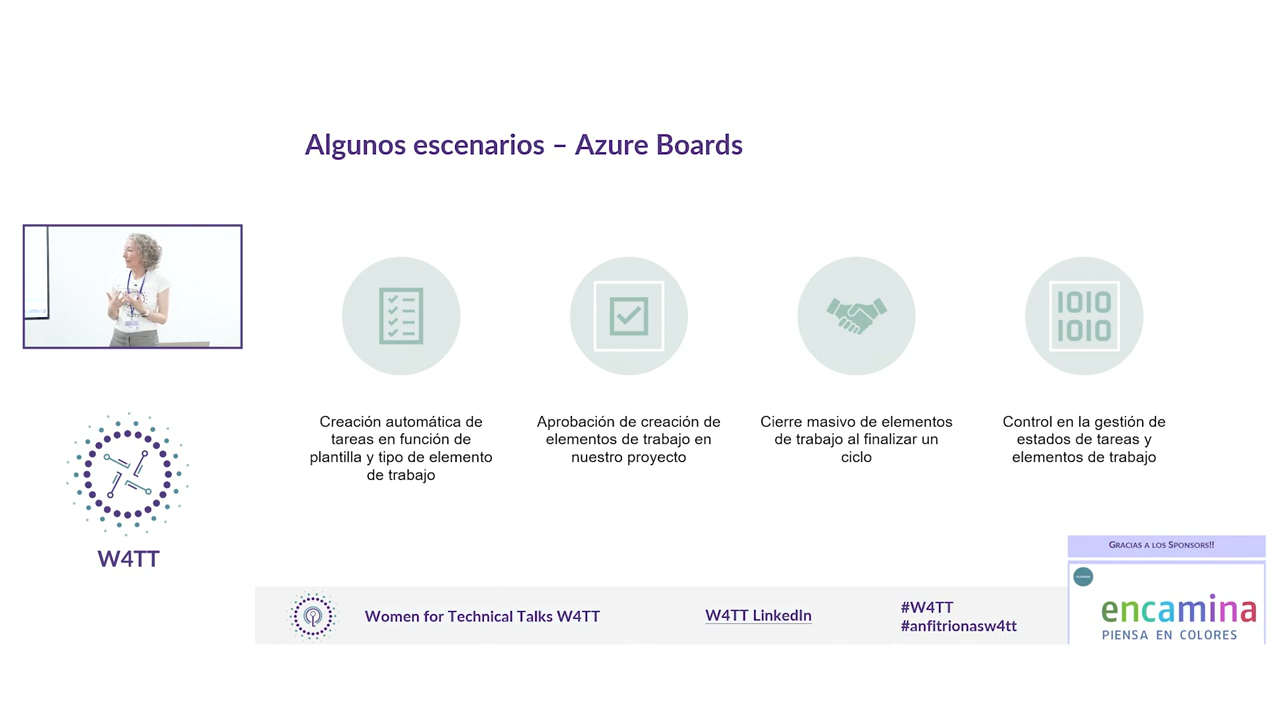 Algunos escenarios – Azure Boards
Creación automática de
tareas en función de
plantilla y tipo de elemento
de trabajo
Aprobación de creación de
elementos de trabajo en
nuestro proyecto
Cierre masivo de elementos
de trabajo al finalizar un
ciclo
1010
1010
Control en la gestión de
estados de tareas y
elementos de trabajo
W4TT
Women for Technical Talks W4TT
W4TT LinkedIn
#W4TT
#anfitrionasw4tt
Gracias a los Sponsors!!
encamina
PIENSA EN COLORES